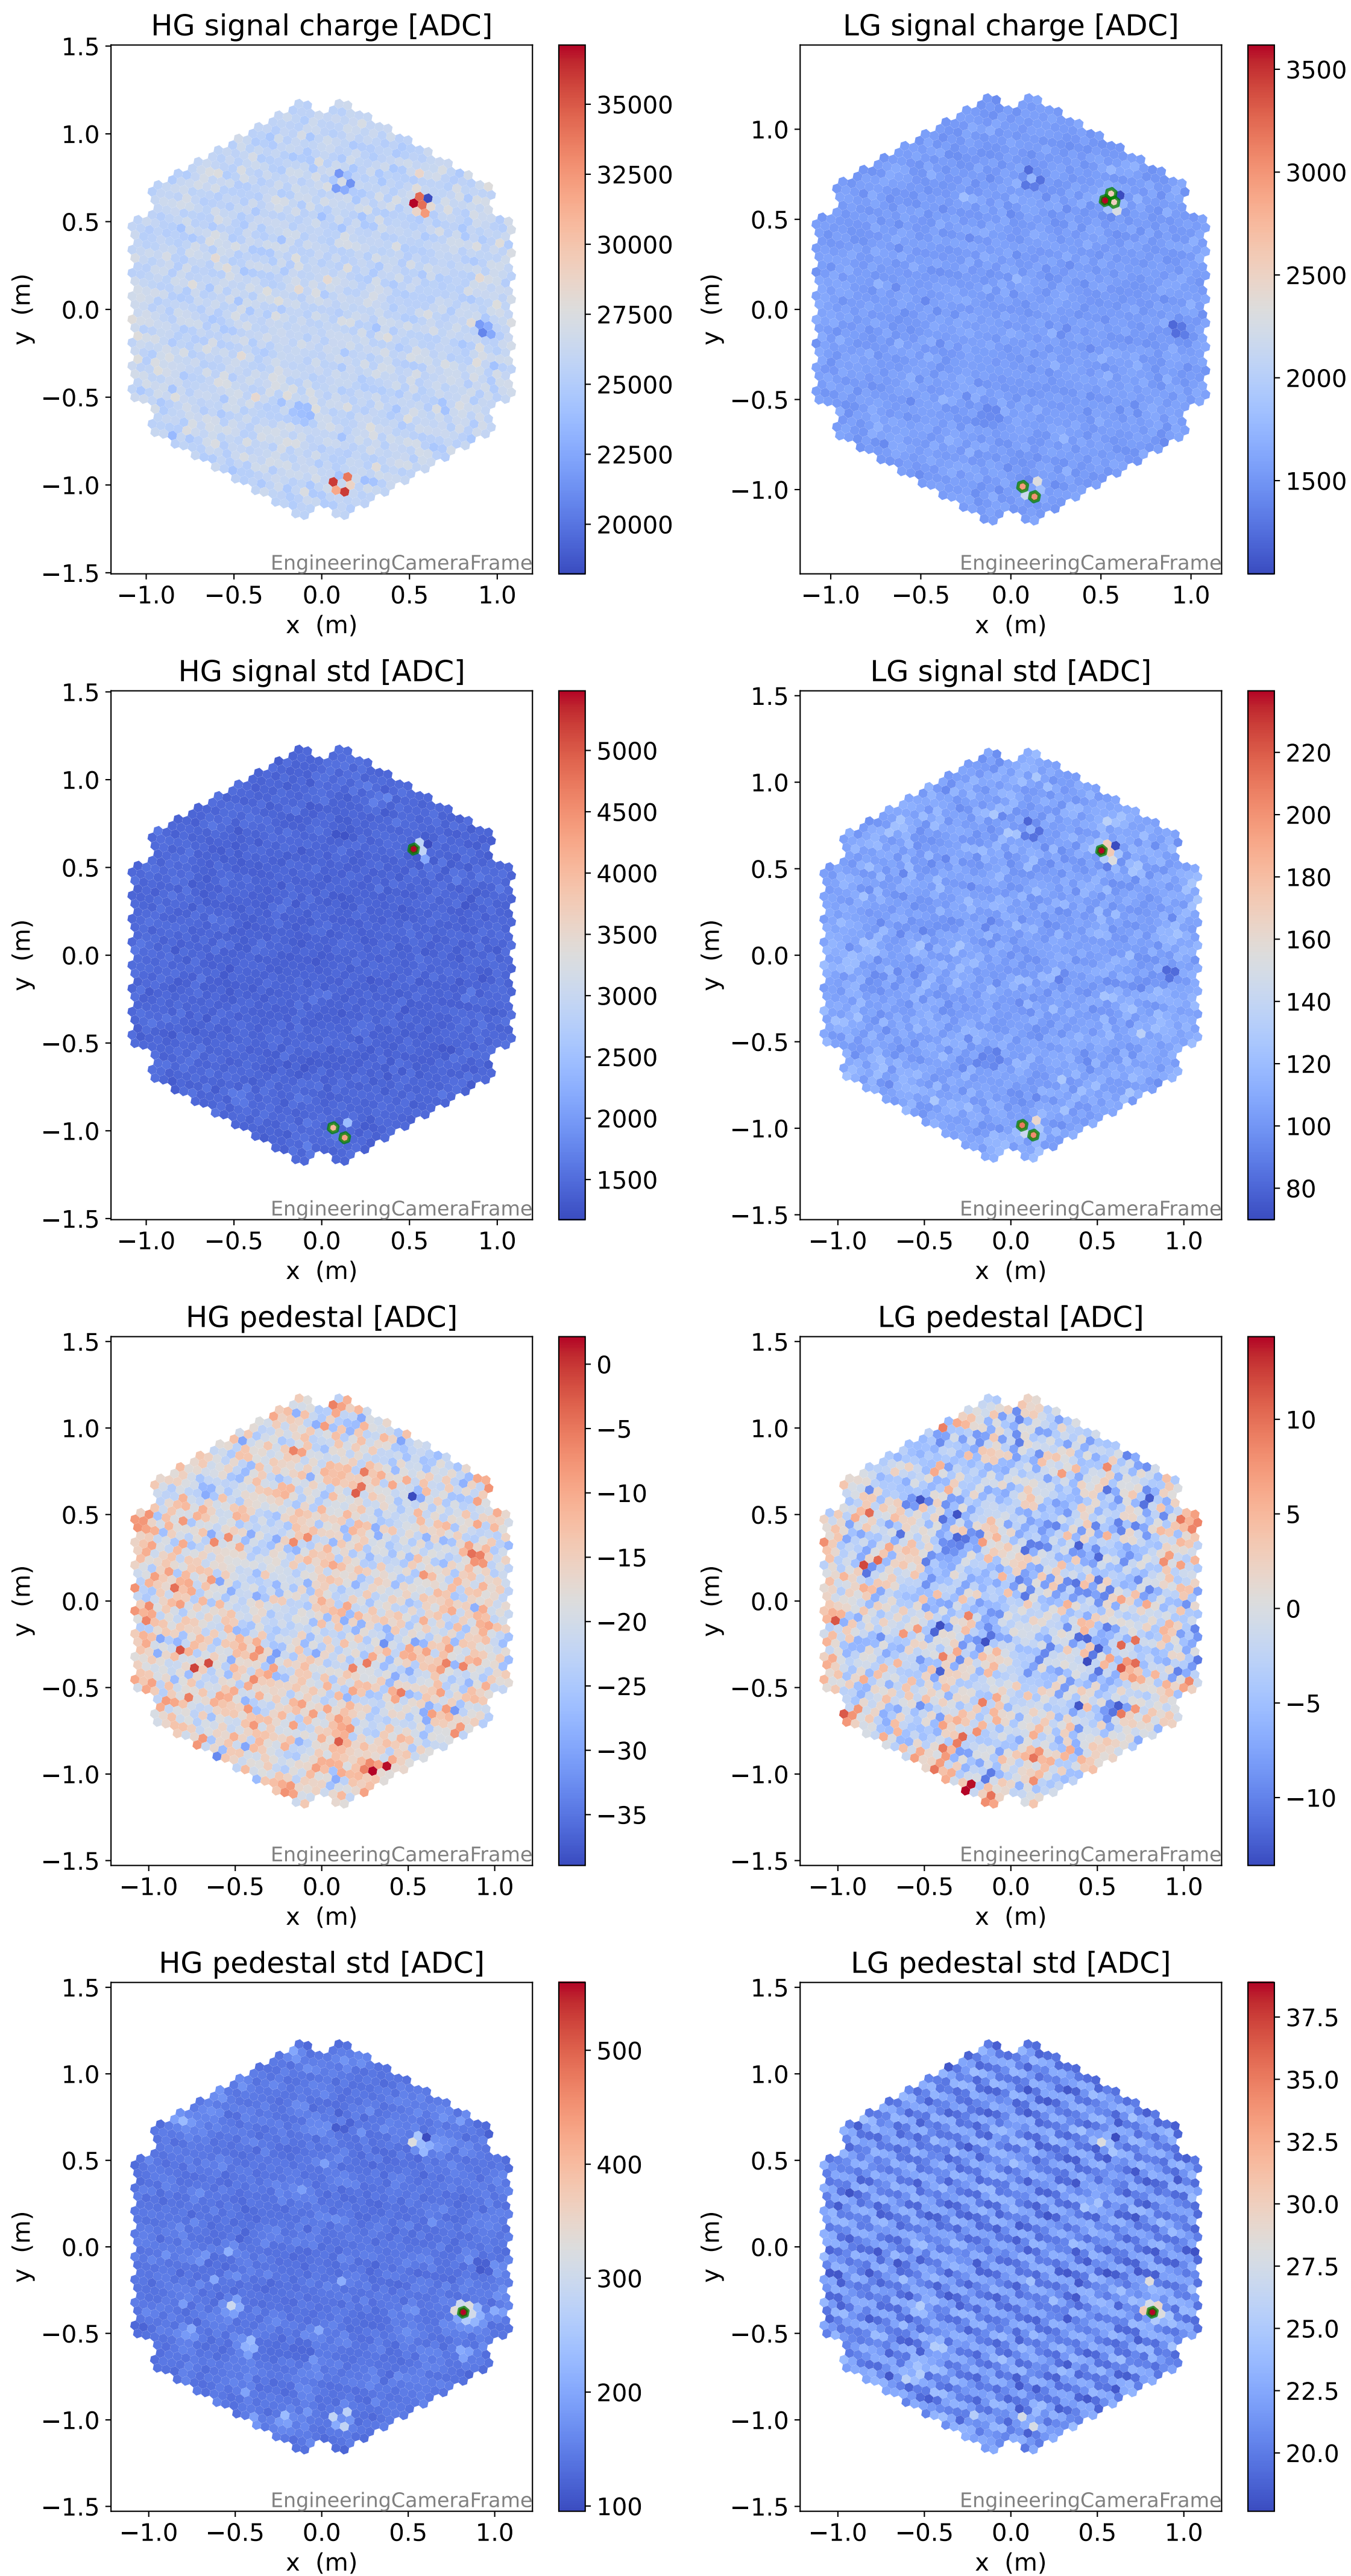 HG signal charge [ADC]
LG signal charge [ADC]
1.5
1.0
0.5
0.0
−0.5
−1.0
−1.5
y (m)
−1.0 −0.5 0.0 0.5 1.0
x (m)
EngineeringCameraFrame
35000
32500
30000
27500
25000
22500
20000
1.0
0.5
0.0
−0.5
−1.0
y (m)
−1.0 −0.5 0.0 0.5 1.0
x (m)
EngineeringCameraFrame
3500
3000
2500
2000
1500
HG signal std [ADC]
LG signal std [ADC]
1.5
1.0
0.5
0.0
−0.5
−1.0
−1.5
y (m)
−1.0 −0.5 0.0 0.5 1.0
x (m)
EngineeringCameraFrame
5000
4500
4000
3500
3000
2500
2000
1500
1.5
1.0
0.5
0.0
−0.5
−1.0
−1.5
y (m)
−1.0 −0.5 0.0 0.5 1.0
x (m)
EngineeringCameraFrame
220
200
180
160
140
120
100
80
HG pedestal [ADC]
LG pedestal [ADC]
1.5
1.0
0.5
0.0
−0.5
−1.0
−1.5
y (m)
−1.0 −0.5 0.0 0.5 1.0
x (m)
EngineeringCameraFrame
0
−5
−10
−15
−20
−25
−30
−35
1.5
1.0
0.5
0.0
−0.5
−1.0
−1.5
y (m)
−1.0 −0.5 0.0 0.5 1.0
x (m)
EngineeringCameraFrame
10
5
0
−5
−10
HG pedestal std [ADC]
LG pedestal std [ADC]
1.5
1.0
0.5
0.0
−0.5
−1.0
−1.5
y (m)
−1.0 −0.5 0.0 0.5 1.0
x (m)
EngineeringCameraFrame
500
400
300
200
100
1.5
1.0
0.5
0.0
−0.5
−1.0
−1.5
y (m)
−1.0 −0.5 0.0 0.5 1.0
x (m)
EngineeringCameraFrame
37.5
35.0
32.5
30.0
27.5
25.0
22.5
20.0